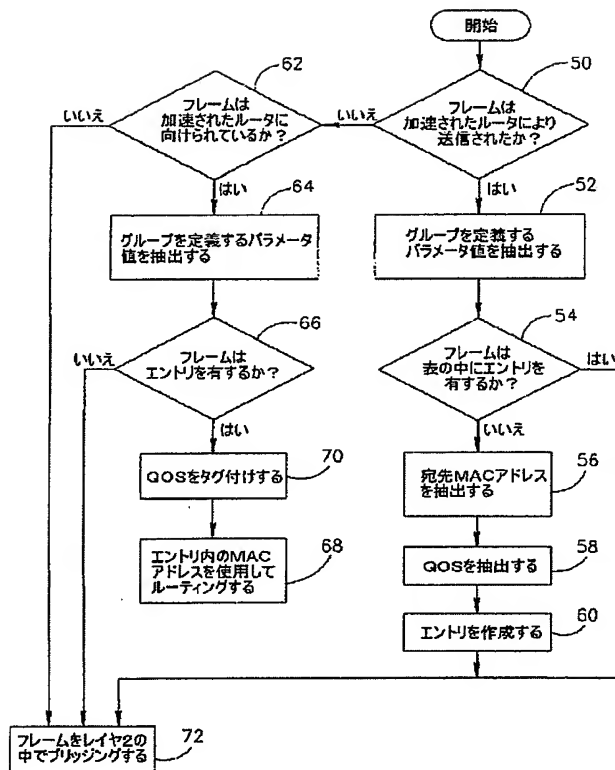 開始
50
フレームは
加速されたルータにより
送信されたか？
いいえ
はい
62
フレームは
加速されたルータに
向けられているか？
いいえ
はい
52
グループを定義する
パラメータ値を抽出する
64
グループを定義するパラメータ
値を抽出する
54
フレームは
表の中にエントリを
有するか？
はい
いいえ
66
フレームは
エントリを有するか？
いいえ
はい
56
宛先MACアドレス
を抽出する
70
QOSをタグ付けする
58
QOSを抽出する
68
エントリ内のMAC
アドレスを使用して
ルーティングする
60
エントリを作成する
フレームをレイヤ2の
中でブリッジングする
72